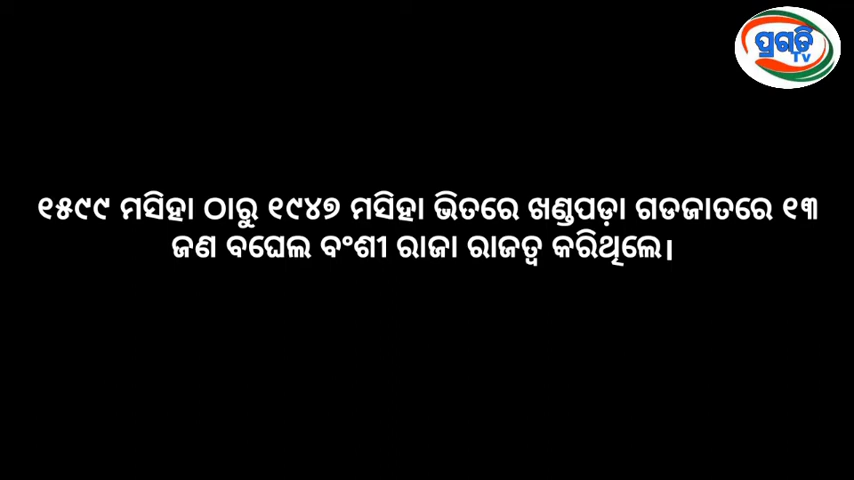 ପ୍ରଗତି
TV
୧୫୯୯ ମସିହା ଠାରୁ ୧୯୪୭ ମସିହା ଭିତରେ ଖଣ୍ଡପଡ଼ା ଗଡଜାତରେ ୧୩
ଜଣ ବଘେଲ ବଂଶୀ ରାଜା ରାଜତ୍ୱ କରିଥିଲେ।